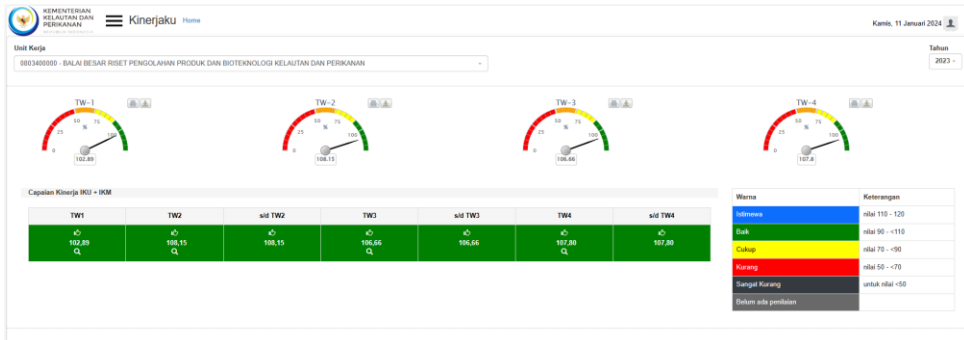 KEMENTERIAN
KELAUTAN DAN
PERIKANAN
Kinerjaku Home
Kamis, 11 Januari 2024
Unit Kerja
Tahun
0803400000 - BALAI BESAR RISET PENGOLAHAN PRODUK DAN BIOTEKNOLOGI KELAUTAN DAN PERIKANAN
2023
TW-1
0 25 50 75 100
%
102.89
TW-2
0 25 50 75 100
%
108.15
TW-3
0 25 50 75 100
%
106.66
TW-4
0 25 50 75 100
%
107.8
Capaian Kinerja IKU + IKM
TW1 TW2 s/d TW2 TW3 s/d TW3 TW4 s/d TW4
102,89 108,15 108,15 106,66 106,66 107,80 107,80
Warna Keterangan
Istimewa nilai 110 - 120
Baik nilai 90 - <110
Cukup nilai 70 - <90
Kurang nilai 50 - <70
Sangat Kurang untuk nilai <50
Belum ada penilaian